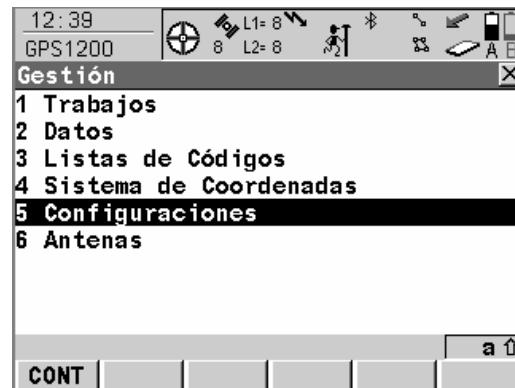 12:39
GPS1200
L1= 8
8 L2= 8
A B
Gestión
1 Trabajos
2 Datos
3 Listas de Códigos
4 Sistema de Coordenadas
5 Configuraciones
6 Antenas
a
CONT